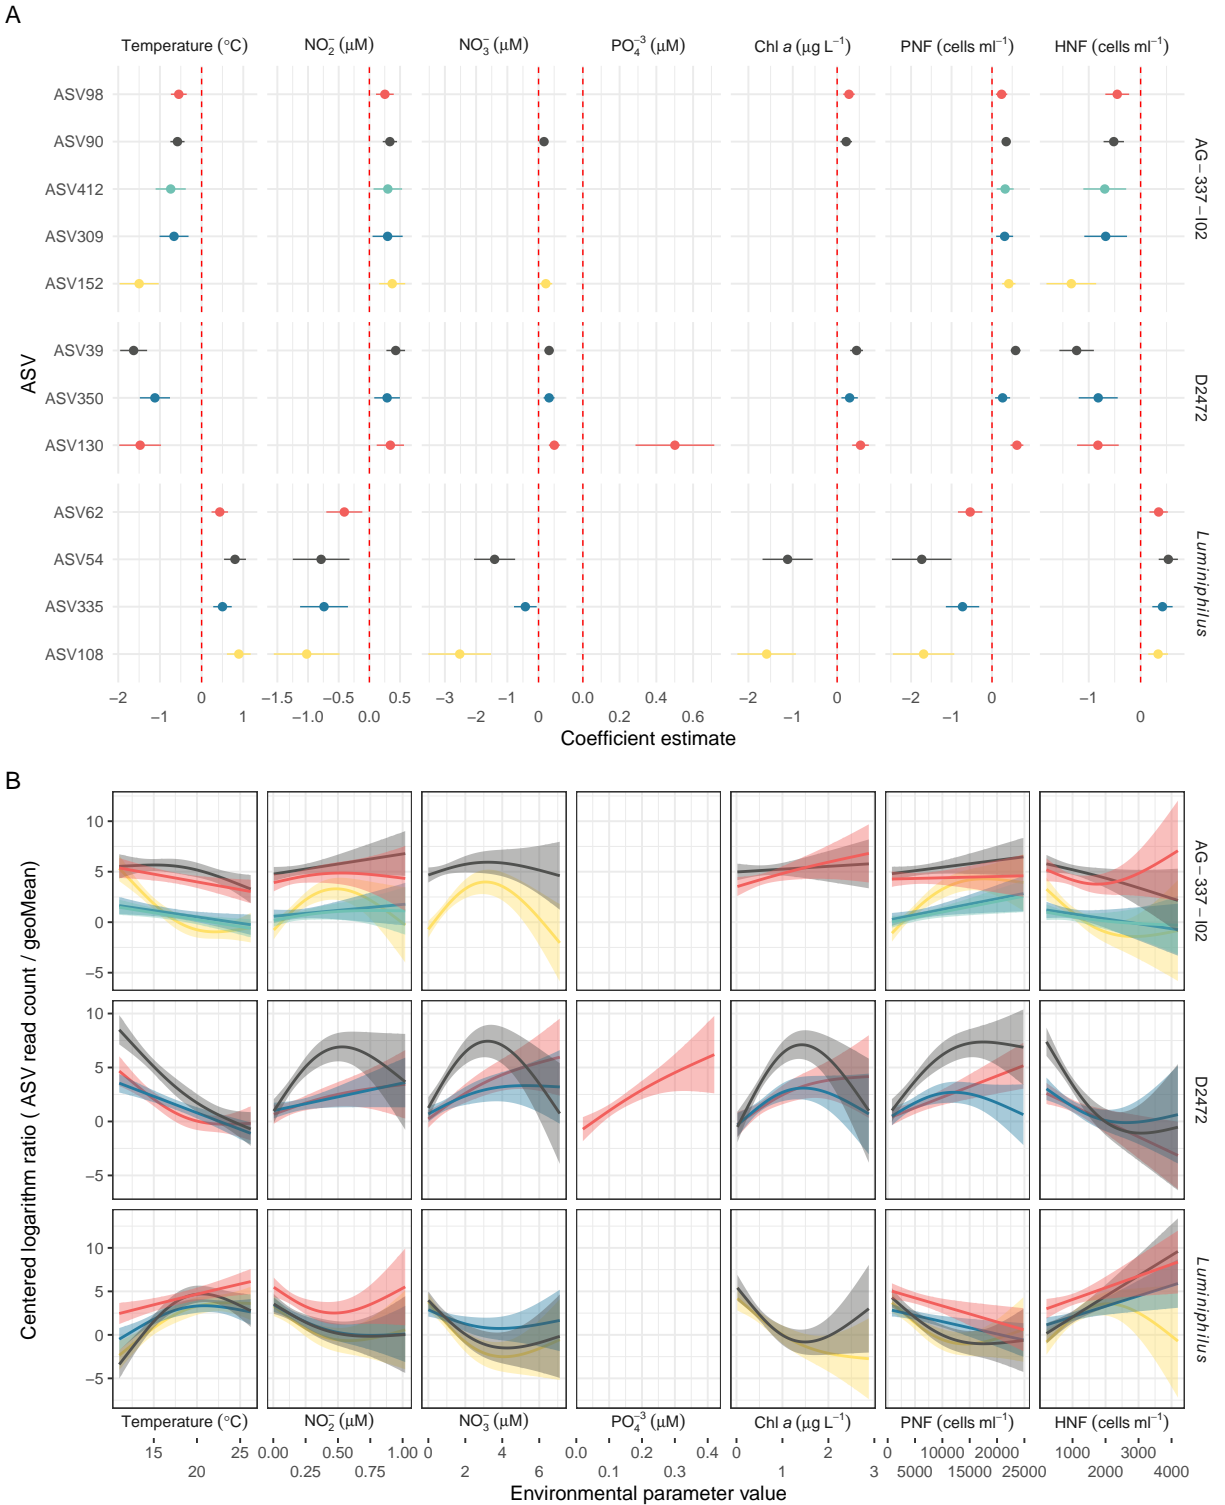 A
Temperature (°C) NO₂⁻ (μM) NO₃⁻ (μM) PO₄⁻³ (μM) Chl a (μg L⁻¹) PNF (cells ml⁻¹) HNF (cells ml⁻¹)
ASV98
ASV90
ASV412
ASV309
ASV152
AG−337−I02
ASV39
ASV350
ASV130
D2472
ASV62
ASV54
ASV335
ASV108
Luminiphilus
ASV
−2 0 −1.5 −0.5 0.5 −3 −1 0.0 0.4 −2 0 −2 0 −1
−1 1 −1.0 0.0 −2 0 0.2 0.6 −1 −1 0
Coefficient estimate
B
10
5
0
−5
AG−337−I02
10
5
0
−5
D2472
10
5
0
−5
Luminiphilus
Centered logarithm ratio ( ASV read count / geoMean)
Temperature (°C) NO₂⁻ (μM) NO₃⁻ (μM) PO₄⁻³ (μM) Chl a (μg L⁻¹) PNF (cells ml⁻¹) HNF (cells ml⁻¹)
15 25 0.00 0.50 1.00 0 4 0.0 0.2 0.4 0 2 0 10000 20000 1000 3000
20 0.25 0.75 2 6 0.1 0.3 1 3 5000 15000 25000 2000 4000
Environmental parameter value